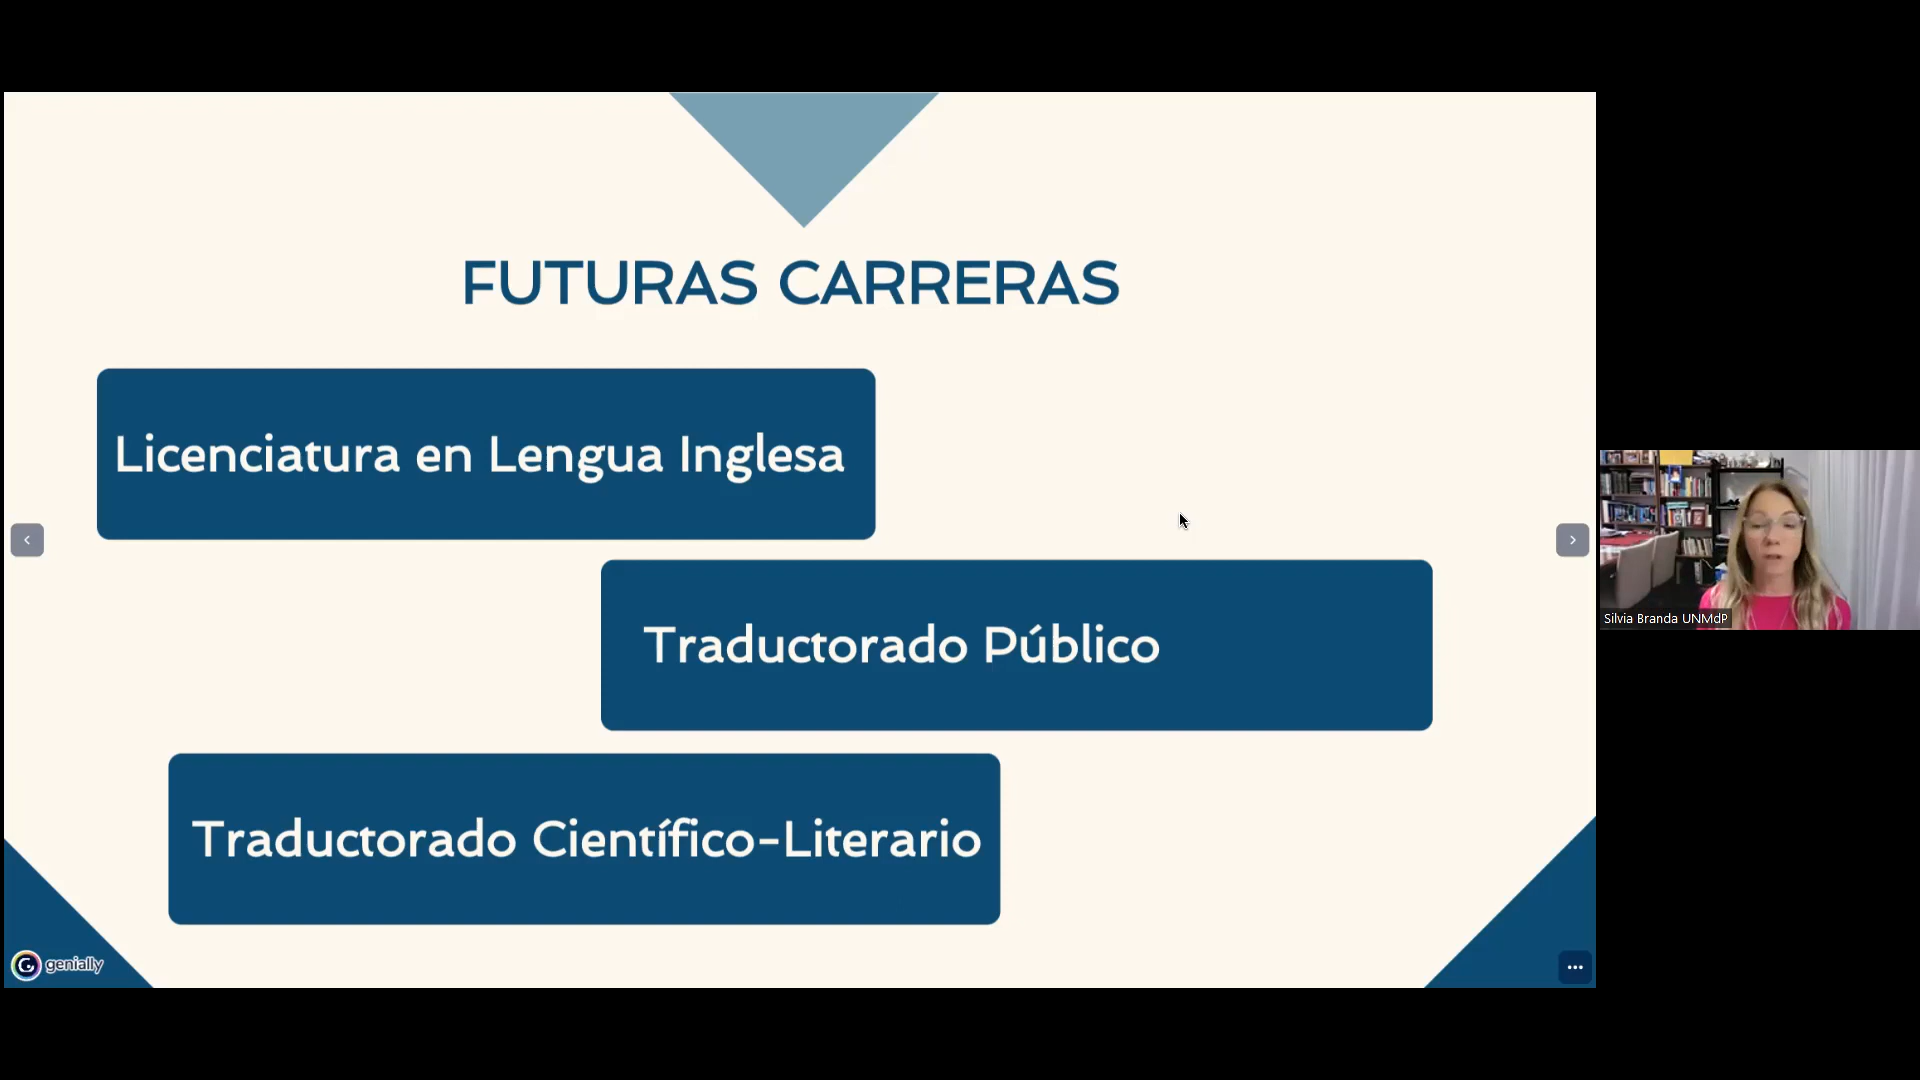 FUTURAS CARRERAS
Licenciatura en Lengua Inglesa
Traductorado Público
Traductorado Científico-Literario
genially
Silvia Branda UNMdP